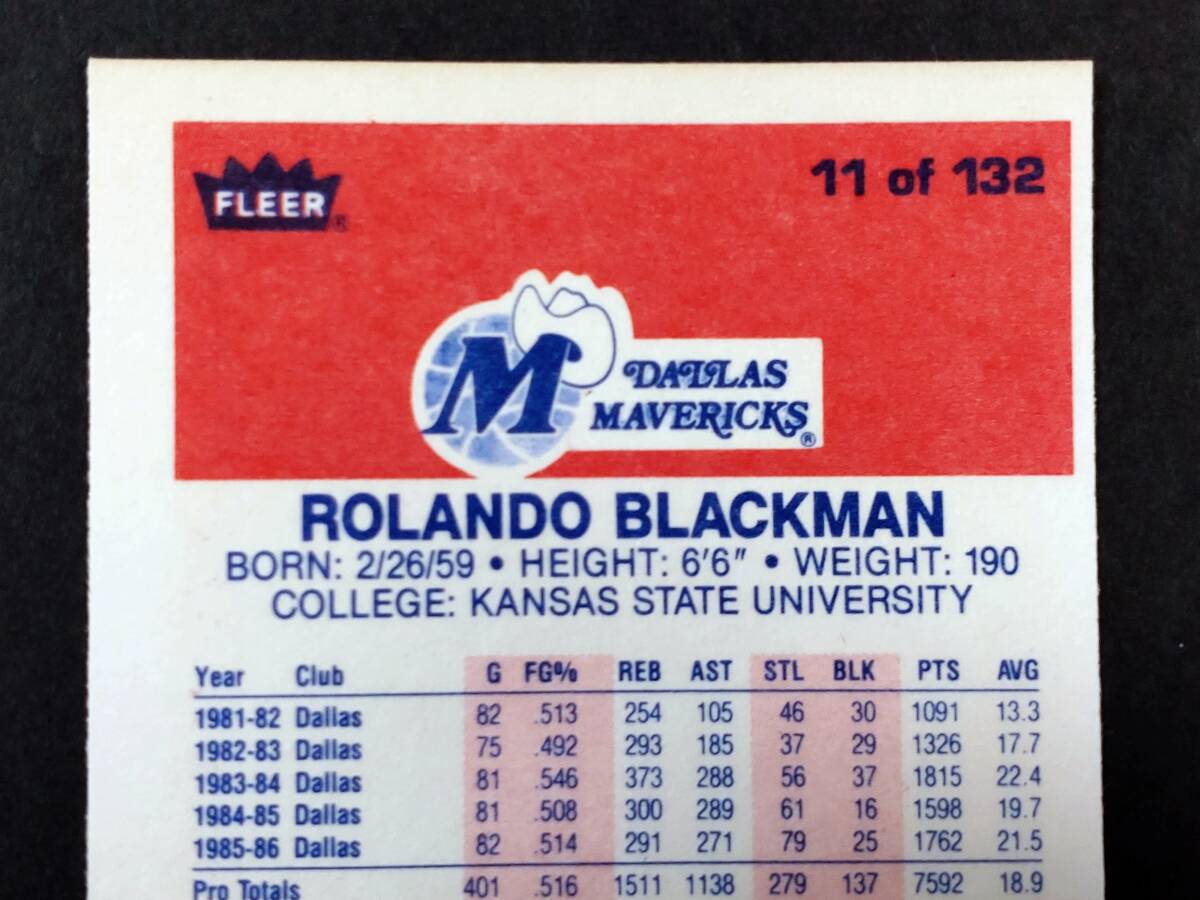 FLEER ®
11 of 132
M
DALLAS
MAVERICKS ®
ROLANDO BLACKMAN
BORN: 2/26/59 • HEIGHT: 6'6" • WEIGHT: 190
COLLEGE: KANSAS STATE UNIVERSITY
Year Club G FG% REB AST STL BLK PTS AVG
1981-82 Dallas 82 .513 254 105 46 30 1091 13.3
1982-83 Dallas 75 .492 293 185 37 29 1326 17.7
1983-84 Dallas 81 .546 373 288 56 37 1815 22.4
1984-85 Dallas 81 .508 300 289 61 16 1598 19.7
1985-86 Dallas 82 .514 291 271 79 25 1762 21.5
Pro Totals 401 .516 1511 1138 279 137 7592 18.9